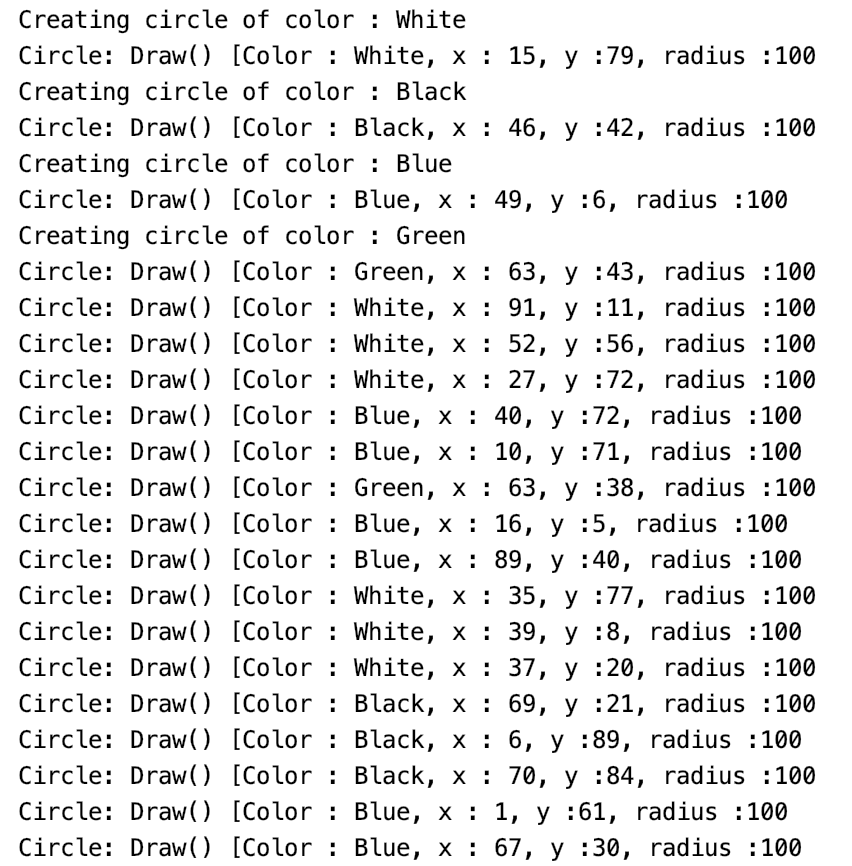 Creating circle of color : White
Circle: Draw() [Color : White, x : 15, y :79, radius :100
Creating circle of color : Black
Circle: Draw() [Color : Black, x : 46, y :42, radius :100
Creating circle of color : Blue
Circle: Draw() [Color : Blue, x : 49, y :6, radius :100
Creating circle of color : Green
Circle: Draw() [Color : Green, x : 63, y :43, radius :100
Circle: Draw() [Color : White, x : 91, y :11, radius :100
Circle: Draw() [Color : White, x : 52, y :56, radius :100
Circle: Draw() [Color : White, x : 27, y :72, radius :100
Circle: Draw() [Color : Blue, x : 40, y :72, radius :100
Circle: Draw() [Color : Blue, x : 10, y :71, radius :100
Circle: Draw() [Color : Green, x : 63, y :38, radius :100
Circle: Draw() [Color : Blue, x : 16, y :5, radius :100
Circle: Draw() [Color : Blue, x : 89, y :40, radius :100
Circle: Draw() [Color : White, x : 35, y :77, radius :100
Circle: Draw() [Color : White, x : 39, y :8, radius :100
Circle: Draw() [Color : White, x : 37, y :20, radius :100
Circle: Draw() [Color : Black, x : 69, y :21, radius :100
Circle: Draw() [Color : Black, x : 6, y :89, radius :100
Circle: Draw() [Color : Black, x : 70, y :84, radius :100
Circle: Draw() [Color : Blue, x : 1, y :61, radius :100
Circle: Draw() [Color : Blue, x : 67, y :30, radius :100